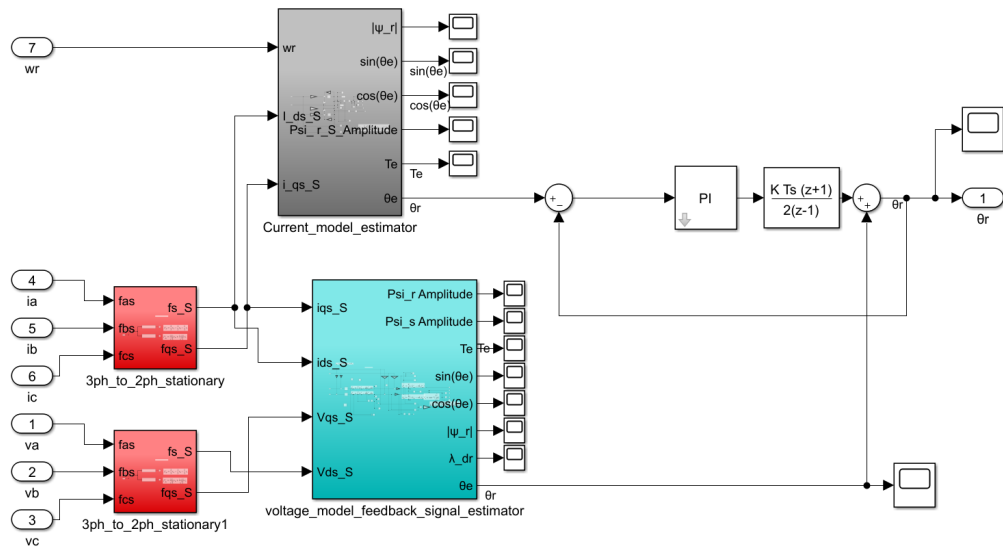 7
wr
wr
I_ds_S
i_qs_S
|ψ_r|
sin(θe)
sin(θe)
cos(θe)
cos(θe)
Psi_r_S_Amplitude
Te
Te
θe
θr
Current_model_estimator
+
−
PI
K Ts (z+1)
2(z-1)
+
+
θr
1
θr
4
ia
5
ib
6
ic
fas
fbs
fcs
fs_S
fqs_S
3ph_to_2ph_stationary
1
va
2
vb
3
vc
fas
fbs
fcs
fs_S
fqs_S
3ph_to_2ph_stationary1
iqs_S
ids_S
Vqs_S
Vds_S
Psi_r Amplitude
Psi_s Amplitude
Te
Te
sin(θe)
cos(θe)
|ψ_r|
λ_dr
θe
θr
voltage_model_feedback_signal_estimator